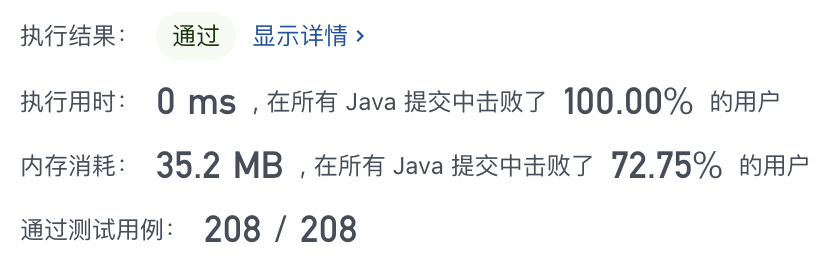 执行结果： 通过 显示详情 >
执行用时： 0 ms , 在所有 Java 提交中击败了 100.00% 的用户
内存消耗： 35.2 MB , 在所有 Java 提交中击败了 72.75% 的用户
通过测试用例： 208 / 208